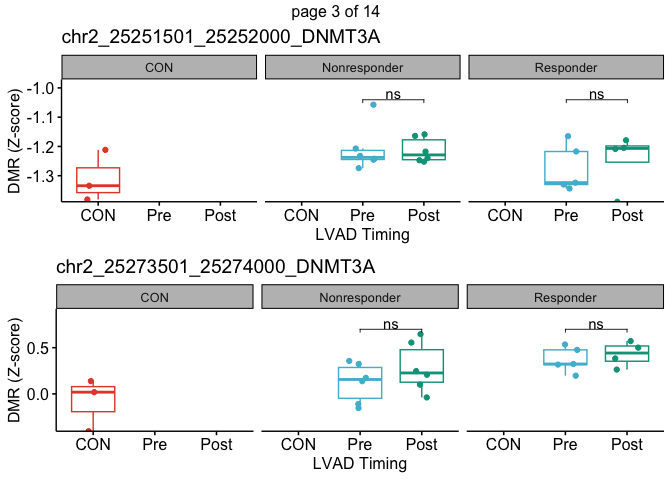 page 3 of 14
chr2_25251501_25252000_DNMT3A
CON Nonresponder Responder
DMR (Z-score)
-1.0
-1.1
-1.2
-1.3
ns ns
CON Pre Post CON Pre Post CON Pre Post
LVAD Timing
chr2_25273501_25274000_DNMT3A
CON Nonresponder Responder
DMR (Z-score)
0.5
0.0
ns ns
CON Pre Post CON Pre Post CON Pre Post
LVAD Timing